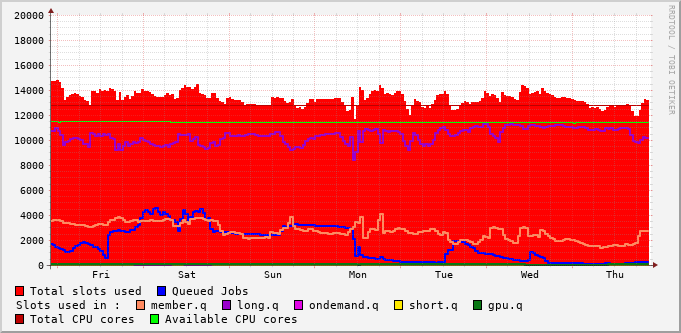 RRDTOOL / TOBI OETIKER
20000
18000
16000
14000
12000
10000
8000
6000
4000
2000
0
Fri Sat Sun Mon Tue Wed Thu
Total slots used Queued Jobs
Slots used in : member.q long.q ondemand.q short.q gpu.q
Total CPU cores Available CPU cores